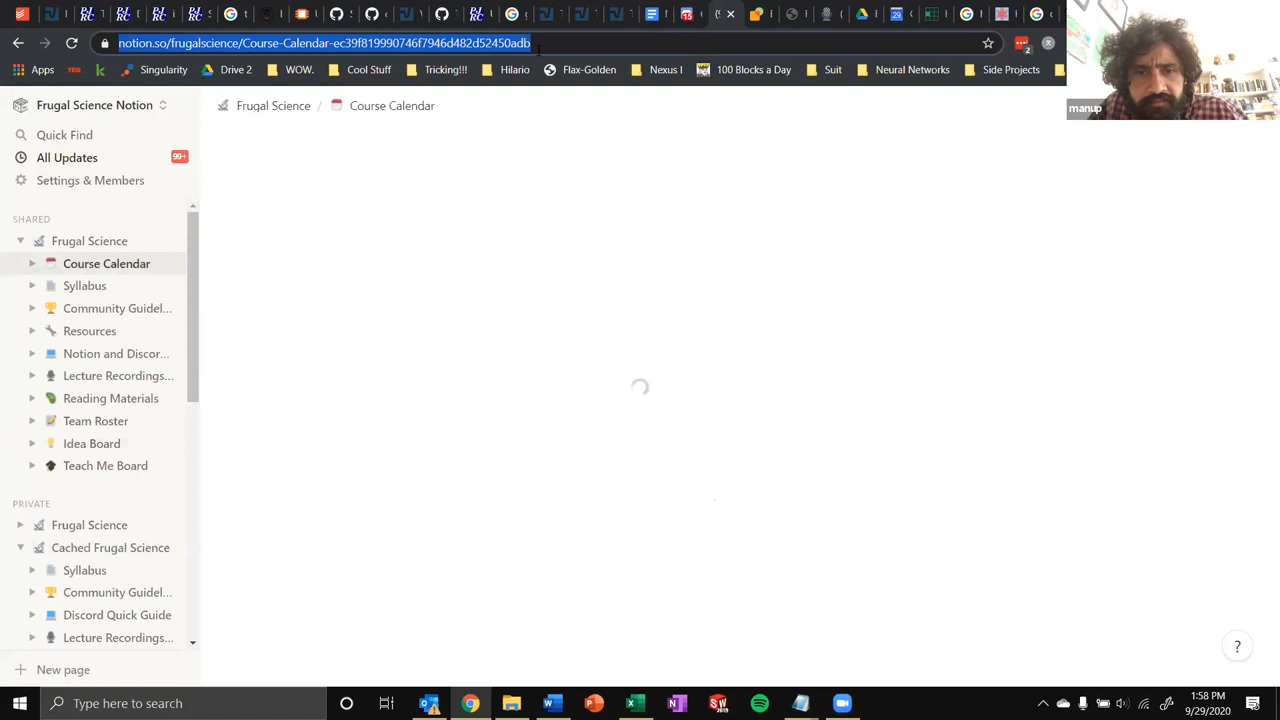 notion.so/frugalscience/Course-Calendar-ec39f819990746f7946d482d52450adb
2
Apps
TED
Singularity
Drive 2
WOW.
Cool Stuff
Tricking!!!
Hilario
Flax-Golden
Nexus I
100 Blocks a Day
Suit
Neural Networks
Side Projects
manup
Frugal Science Notion
Frugal Science / Course Calendar
Quick Find
All Updates 99+
Settings & Members
SHARED
Frugal Science
Course Calendar
Syllabus
Community Guidel...
Resources
Notion and Discor...
Lecture Recordings...
Reading Materials
Team Roster
Idea Board
Teach Me Board
PRIVATE
Frugal Science
Cached Frugal Science
Syllabus
Community Guidel...
Discord Quick Guide
Lecture Recordings...
New page
?
Type here to search
1:58 PM
9/29/2020